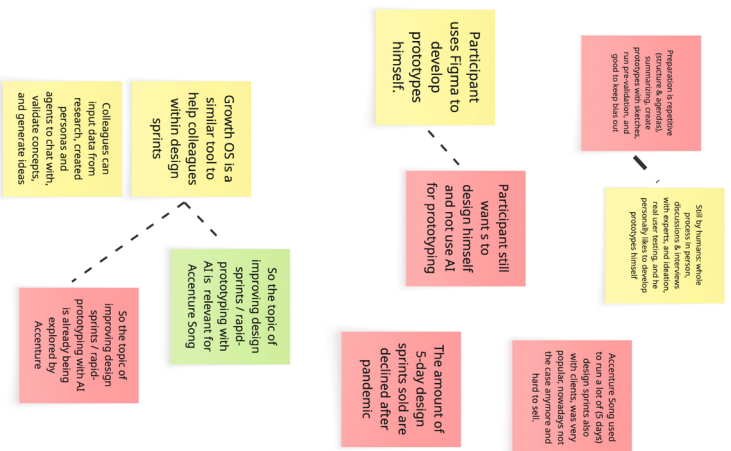 Preparation is repetitive
(structure & agendas),
summarizing, create
prototypes with sketches,
run pre-validation, and
good to keep bias out
Still by humans: whole
process in person,
discussions & interviews
with experts, and ideation,
real user testing, and he
personally likes to develop
prototypes himself
Accenture Song used
to run a lot of (5 days)
design sprints also
with clients, was very
popular, nowadays not
the case anymore and
hard to sell.
Participant
uses Figma to
develop
prototypes
himself.
Participant still
want s to
design himself
and not use AI
for prototyping
The amount of
5-day design
sprints sold are
declined after
pandemic
Growth OS is a
similar tool to
help colleagues
within design
sprints
So the topic of
improving design
sprints / rapid-
prototyping with
AI is relevant for
Accenture Song
Colleagues can
input data from
research, created
personas and
agents to chat with,
validate concepts,
and generate ideas
So the topic of
improving design
sprints / rapid-
prototyping with AI
is already being
explored by
Accenture